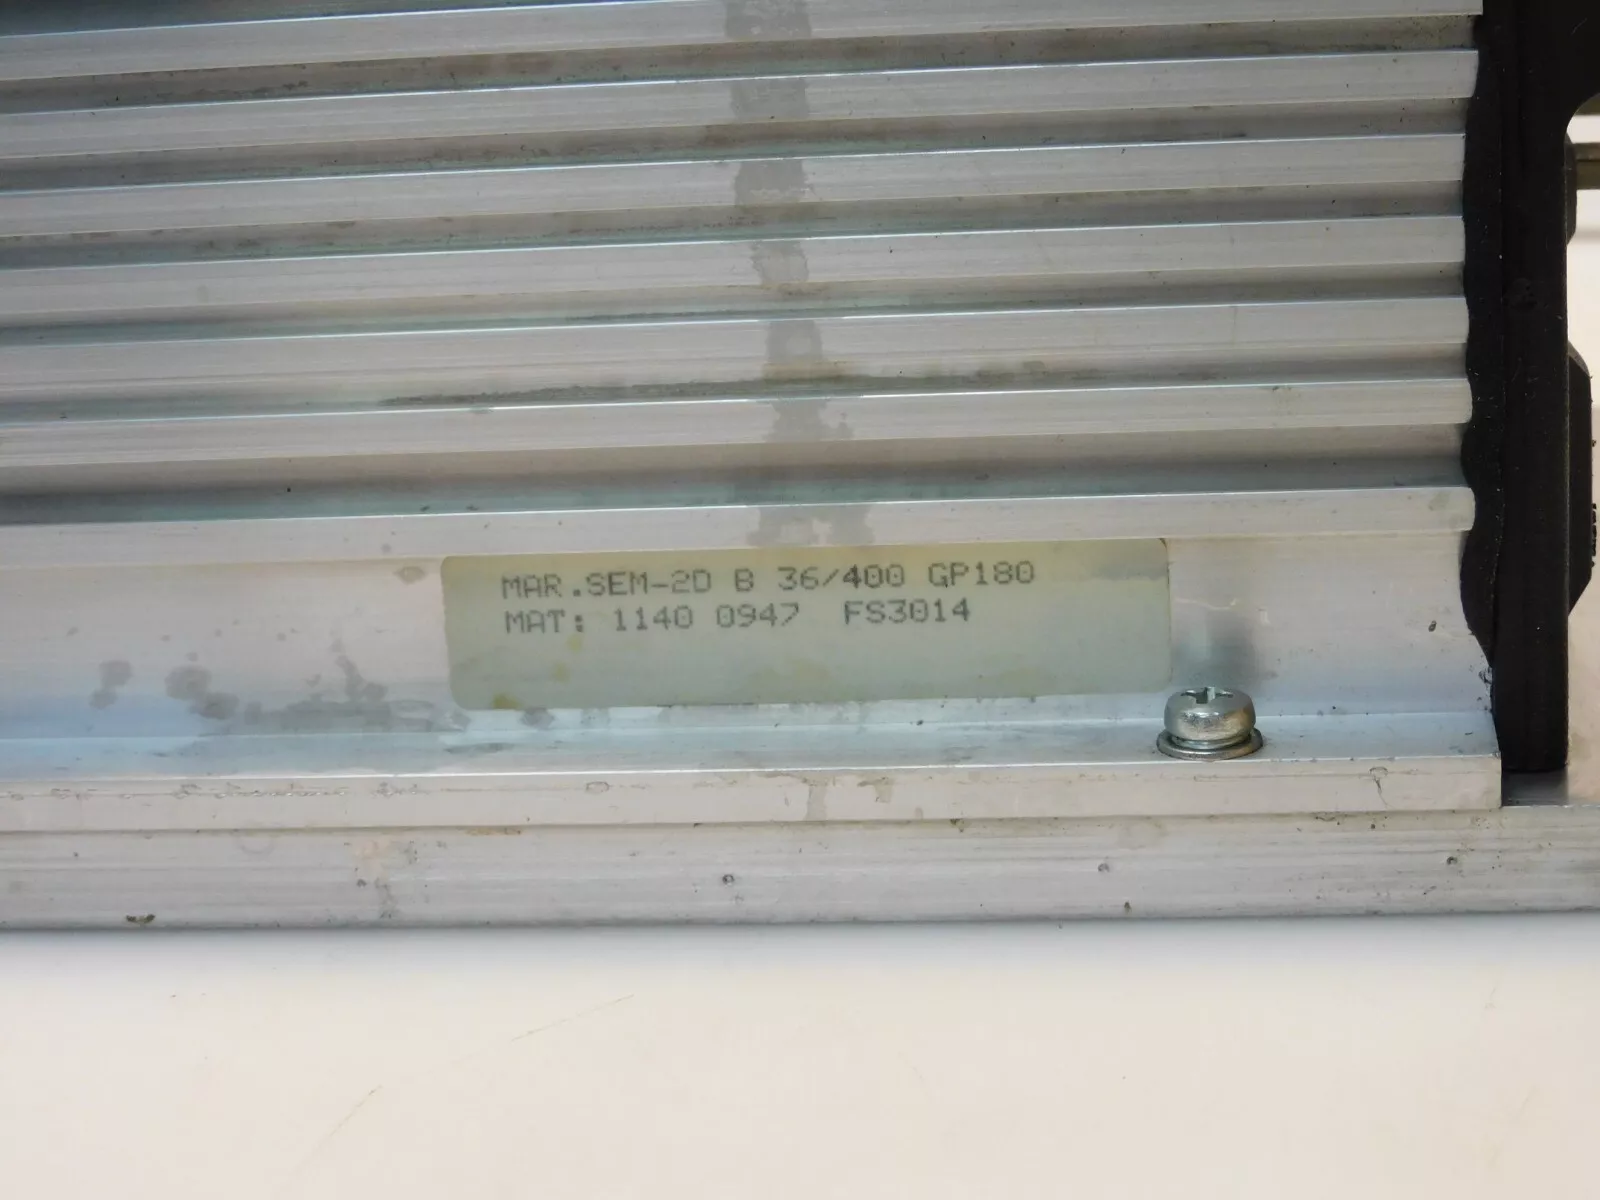 MAR.SEM-2D B 36/400 GP180
MAT: 1140 0947 FS3014